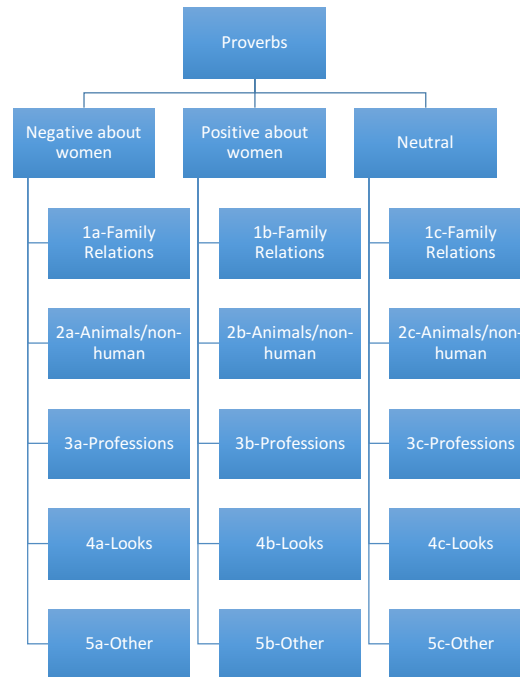 Proverbs
Negative about
women
Positive about
women
Neutral
1a-Family
Relations
1b-Family
Relations
1c-Family
Relations
2a-Animals/non-
human
2b-Animals/non-
human
2c-Animals/non-
human
3a-Professions
3b-Professions
3c-Professions
4a-Looks
4b-Looks
4c-Looks
5a-Other
5b-Other
5c-Other